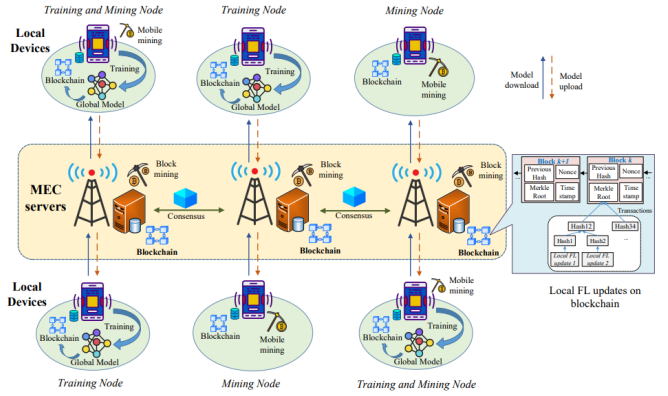 Training and Mining Node
Training Node
Mining Node
Local
Devices
Mobile
mining
Training
Blockchain
Global Model
Training
Blockchain
Global Model
Blockchain
Mobile
mining
Model
download
Model
upload
MEC
servers
Block
mining
Block
mining
Block
mining
Consensus
Consensus
Blockchain
Blockchain
Blockchain
Block k+1
Block k
Previous
Hash
Nonce
Previous
Hash
Nonce
Merkle
Root
Time
stamp
Merkle
Root
Time
stamp
...
Transactions
Hash12
Hash34
Hash1
Hash2
...
Local FL
update 1
Local FL
update 2
Local FL updates on
blockchain
Local
Devices
Blockchain
Training
Global Model
Blockchain
Mobile
mining
Mobile
mining
Blockchain
Training
Global Model
Training Node
Mining Node
Training and Mining Node